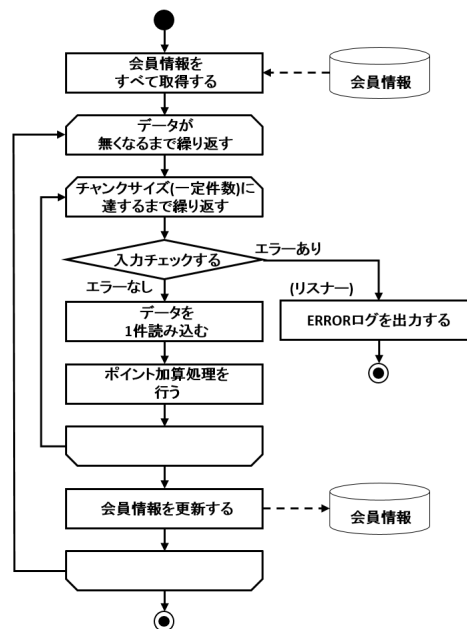 会員情報を
すべて取得する
会員情報
データが
無くなるまで繰り返す
チャンクサイズ(一定件数)に
達するまで繰り返す
入力チェックする
エラーあり
エラーなし
(リスナー)
データを
1件読み込む
ERRORログを出力する
ポイント加算処理を
行う
会員情報を更新する
会員情報